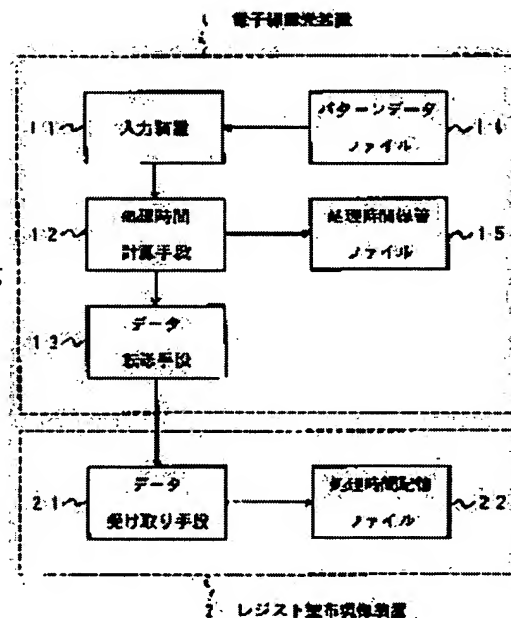 1 電子線露光装置
11 入力装置
パターンデータ
ファイル 14
12 処理時間
計算手段
処理時間保管
ファイル 15
13 データ
転送手段
21 データ
受け取り手段
処理時間記憶
ファイル 22
2 レジスト塗布現像装置